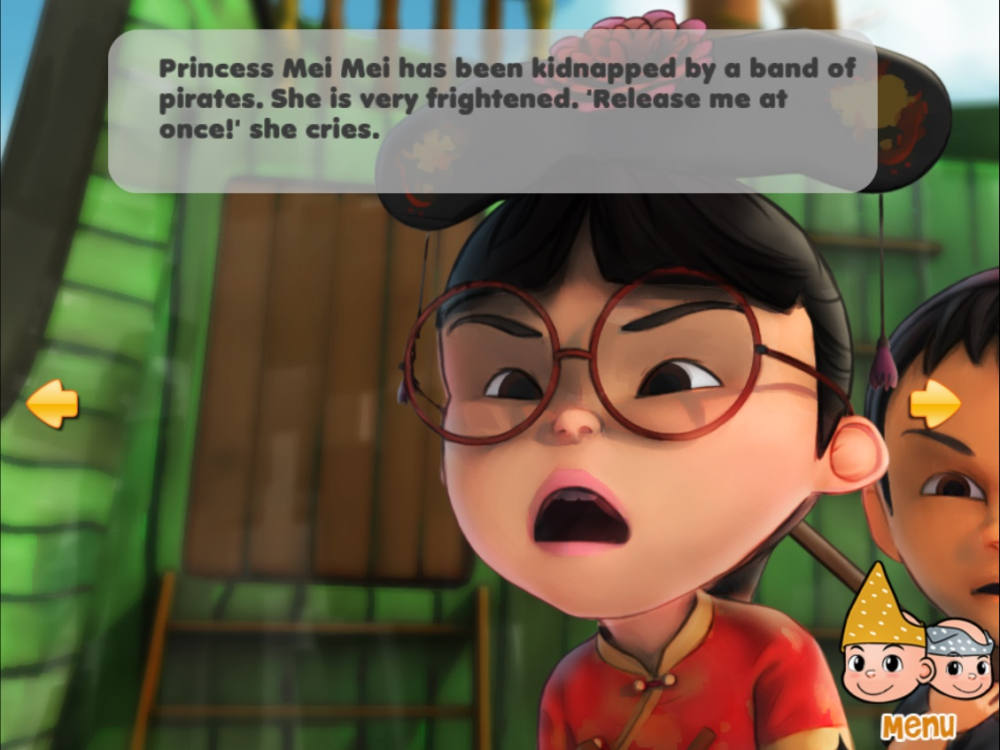 Princess Mei Mei has been kidnapped by a band of
pirates. She is very frightened. 'Release me at
once!' she cries.
MENU